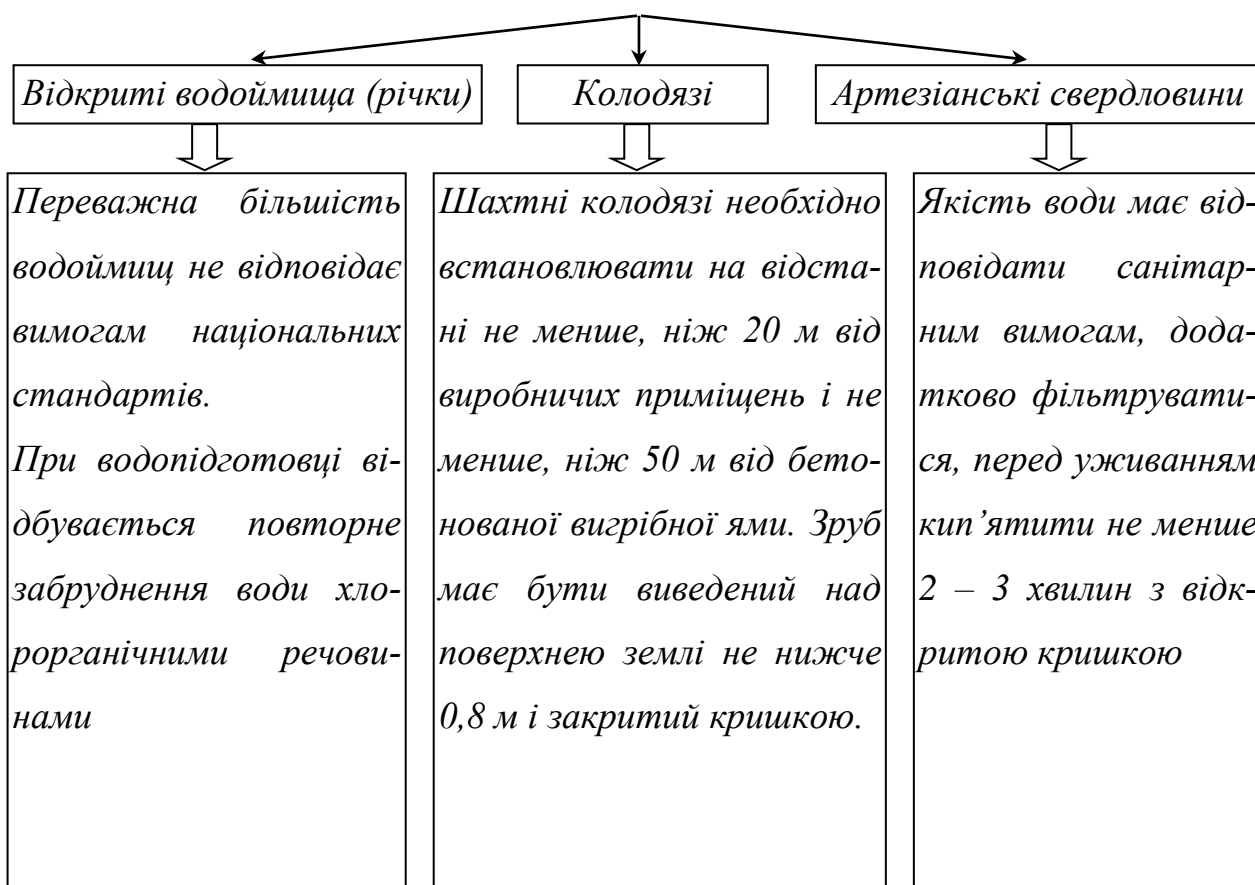 Відкриті водоймища (річки)
Колодязі
Артезіанські свердловини
Переважна більшість
водоймищ не відповідає
вимогам національних
стандартів.
При водопідготовці ві-
дбувається повторне
забруднення води хло-
рорганічними речови-
нами
Шахтні колодязі необхідно
встановлювати на відста-
ні не менше, ніж 20 м від
виробничих приміщень і не
менше, ніж 50 м від бето-
нованої вигрібної ями. Зруб
має бути виведений над
поверхнею землі не нижче
0,8 м і закритий кришкою.
Якість води має від-
повідати санітар-
ним вимогам, дода-
тково фільтрувати-
ся, перед уживанням
кип’ятити не менше
2 – 3 хвилин з відк-
ритою кришкою